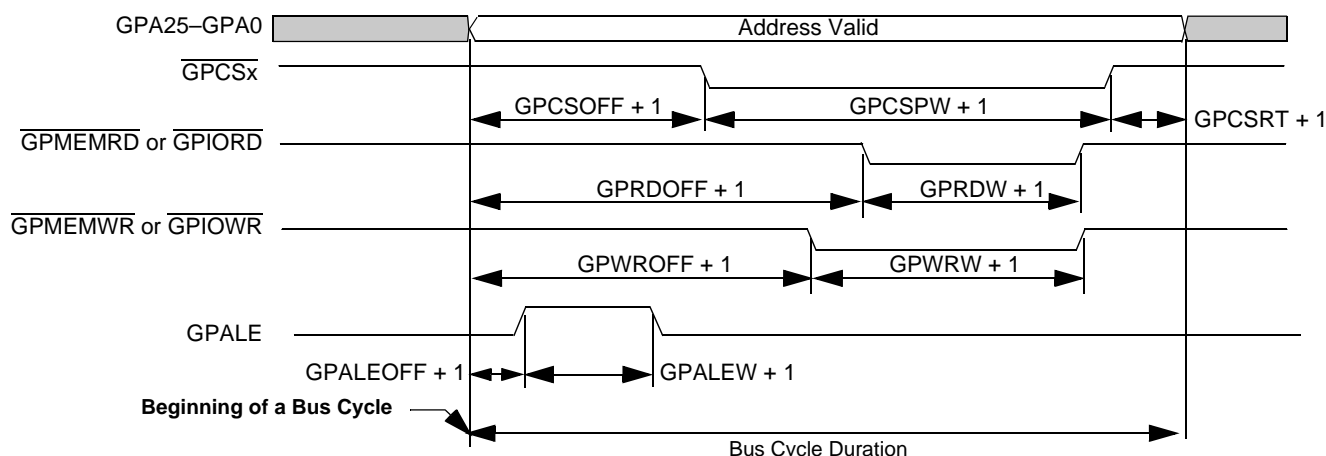 GPA25–GPA0
Address Valid
GPCSx
GPCSOFF + 1
GPCSPW + 1
GPCSRT + 1
GPMEMRD or GPIORD
GPRDOFF + 1
GPRDW + 1
GPMEMWR or GPIOWR
GPWROFF + 1
GPWRW + 1
GPALE
GPALEOFF + 1
GPALEW + 1
Beginning of a Bus Cycle
Bus Cycle Duration